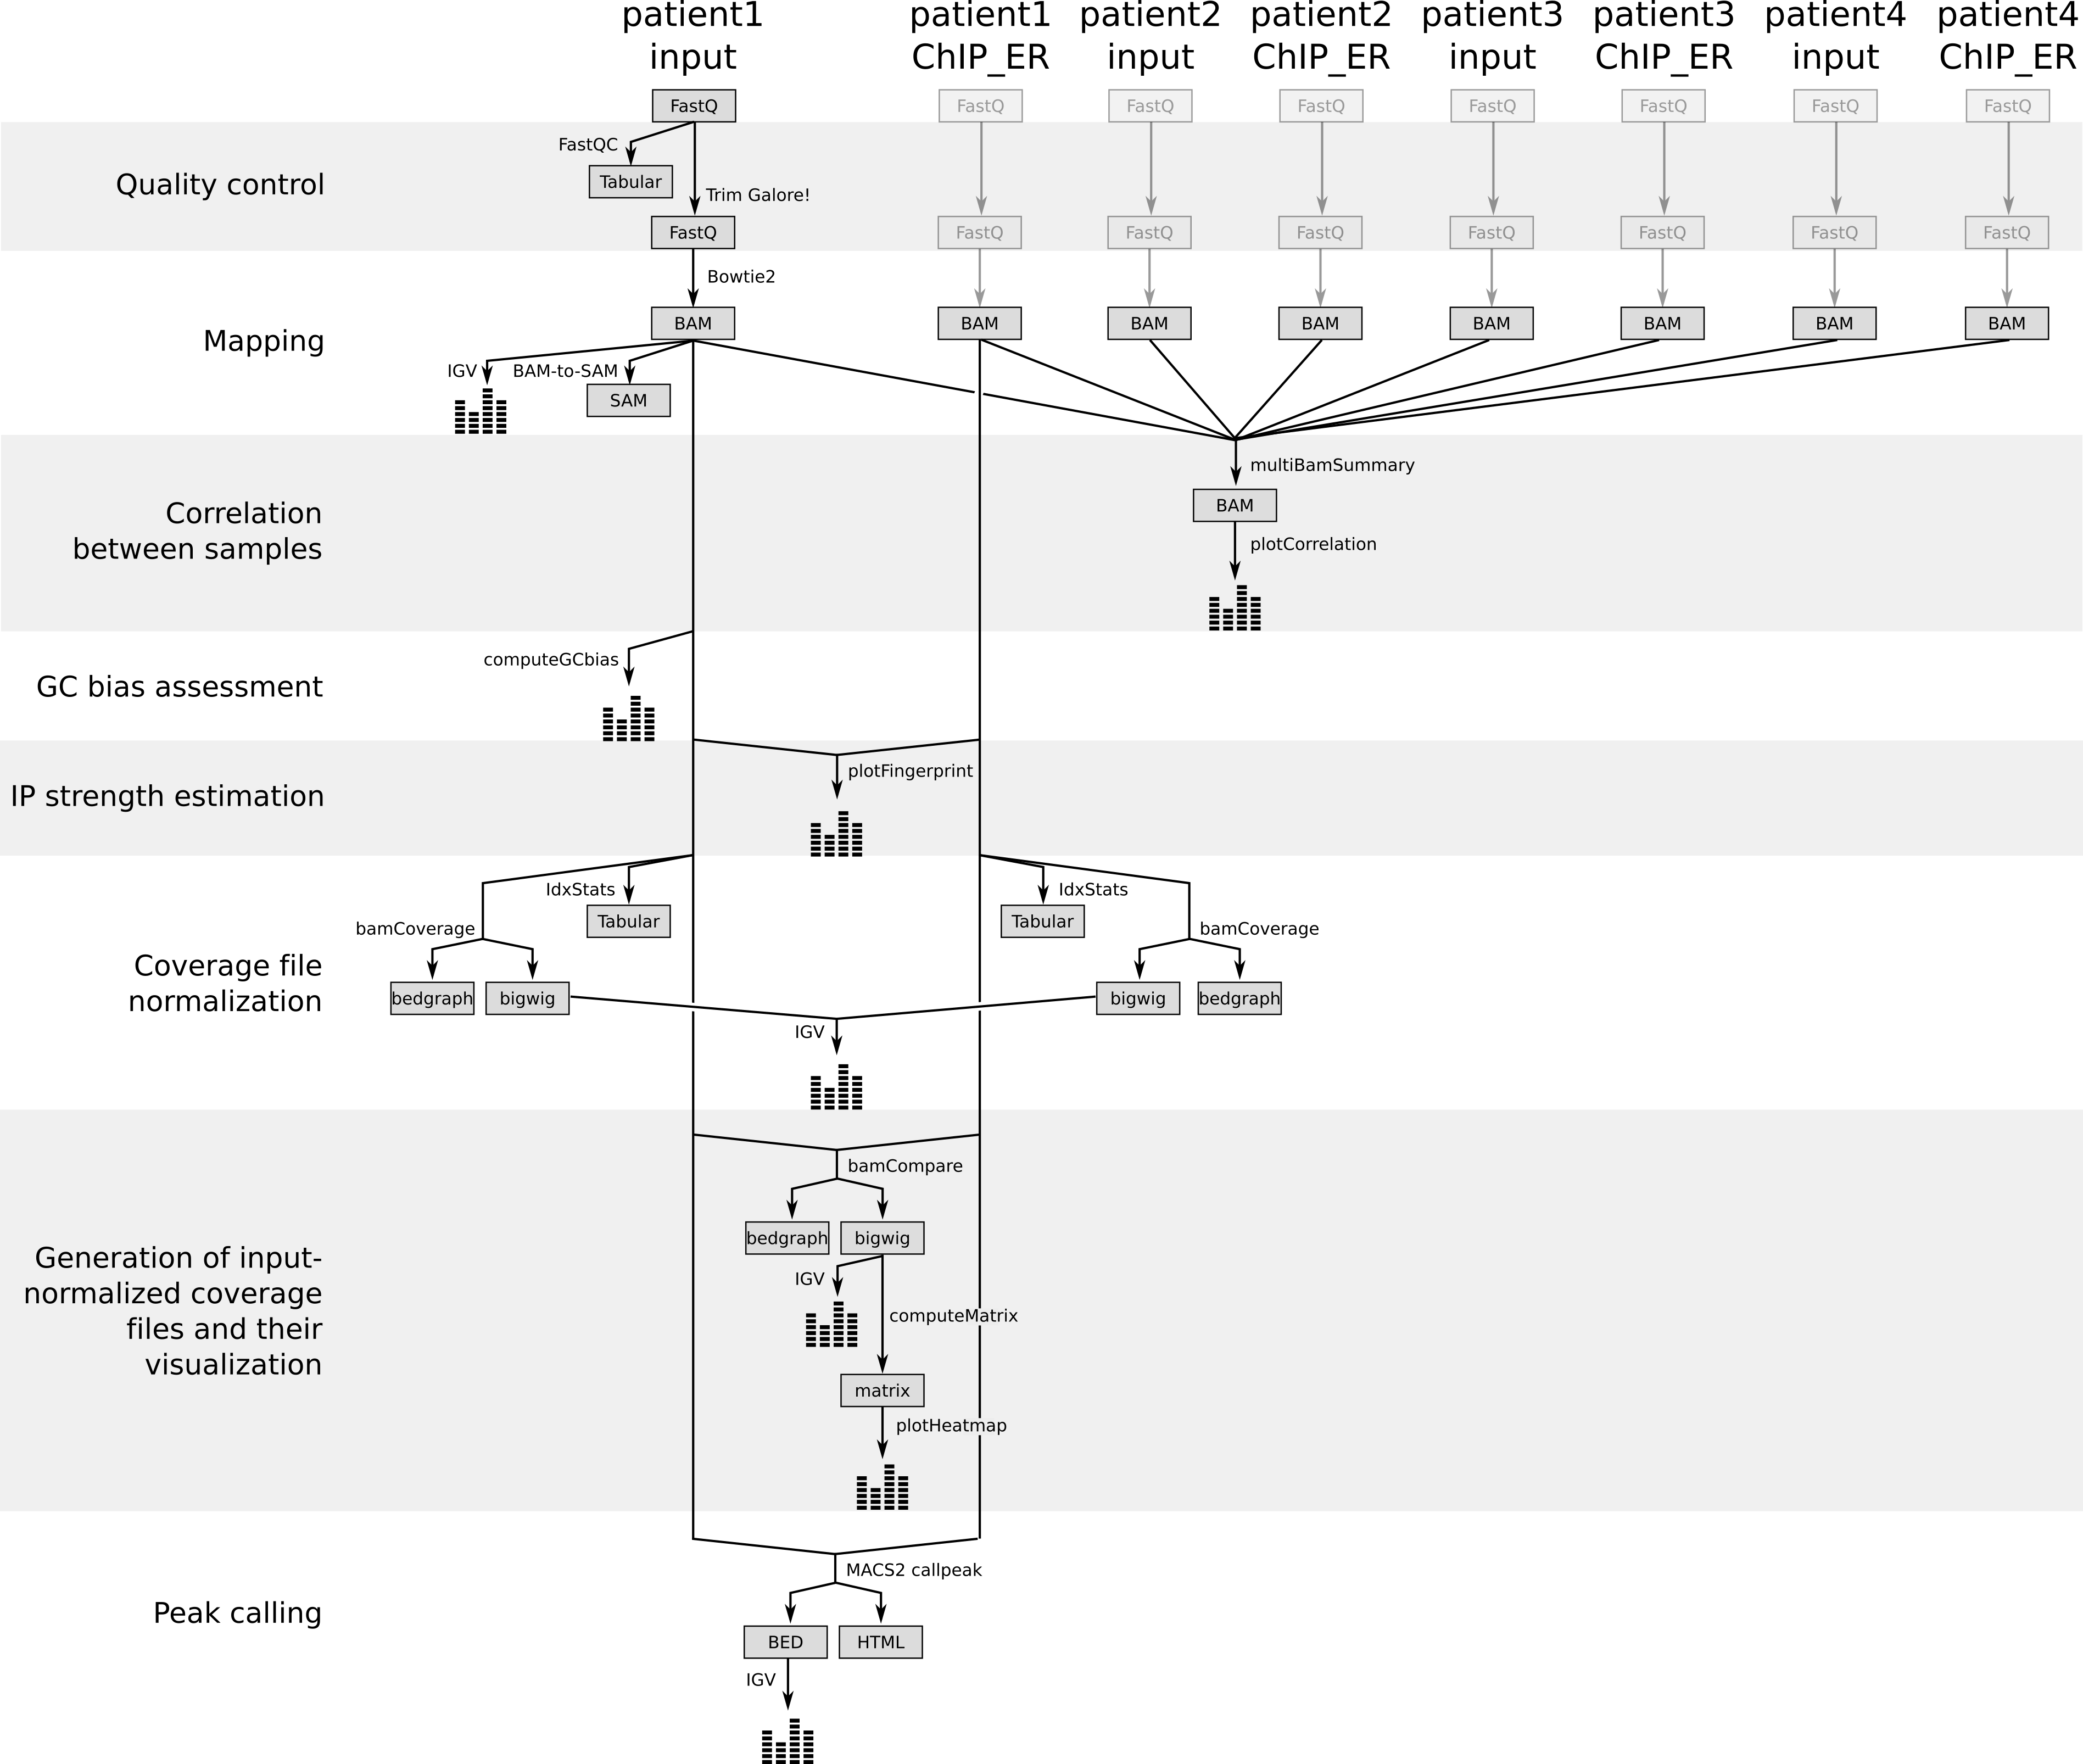 patient1
input
patient1
ChIP_ER
patient2
input
patient2
ChIP_ER
patient3
input
patient3
ChIP_ER
patient4
input
patient4
ChIP_ER
FastQ
FastQ
FastQ
FastQ
FastQ
FastQ
FastQ
FastQ
Quality control
FastQC
Tabular
Trim Galore!
FastQ
FastQ
FastQ
FastQ
FastQ
FastQ
FastQ
FastQ
Mapping
Bowtie2
BAM
BAM
BAM
BAM
BAM
BAM
BAM
BAM
IGV
BAM-to-SAM
SAM
Correlation
between samples
multiBamSummary
BAM
plotCorrelation
GC bias assessment
computeGCbias
IP strength estimation
plotFingerprint
Coverage file
normalization
IdxStats
Tabular
bamCoverage
bedgraph
bigwig
IdxStats
Tabular
bamCoverage
bigwig
bedgraph
IGV
Generation of input-
normalized coverage
files and their
visualization
bamCompare
bedgraph
bigwig
IGV
computeMatrix
matrix
plotHeatmap
Peak calling
MACS2 callpeak
BED
HTML
IGV